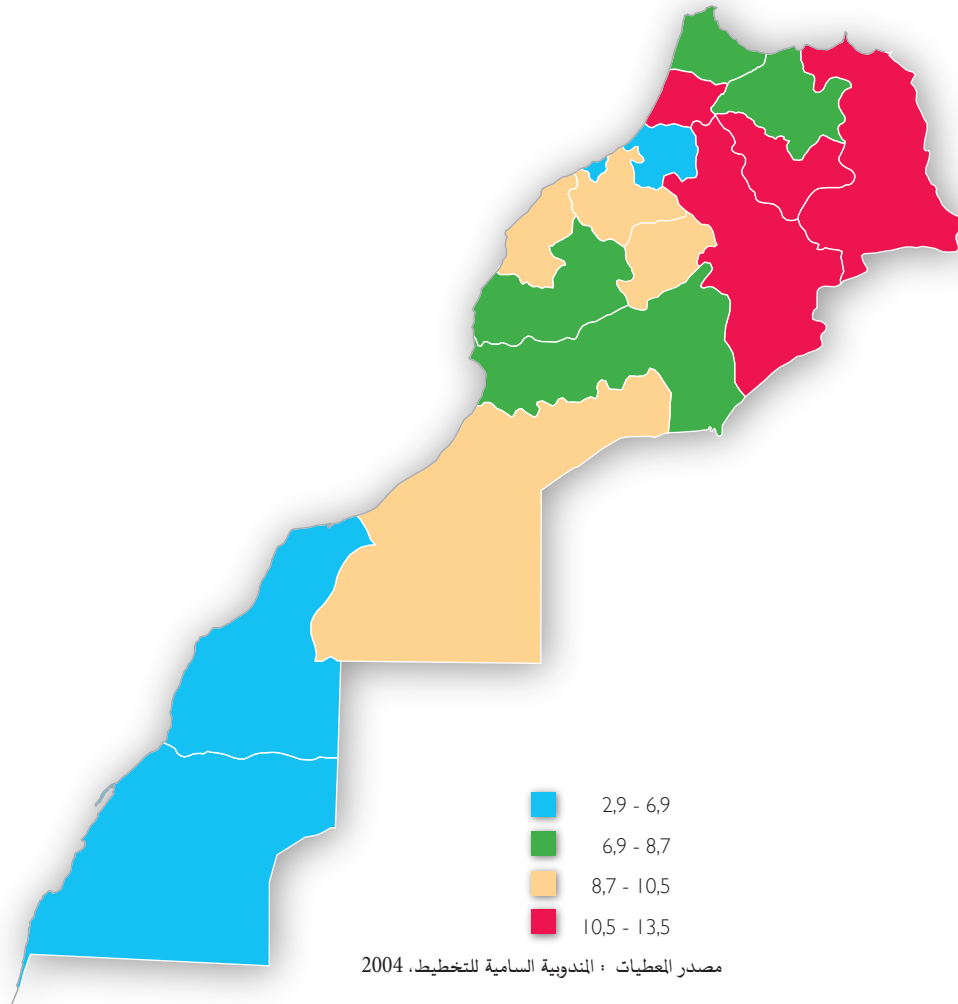 2,9 - 6,9
6,9 - 8,7
8,7 - 10,5
10,5 - 13,5
مصدر المعطيات : المندوبية السامية للتخطيط، 2004